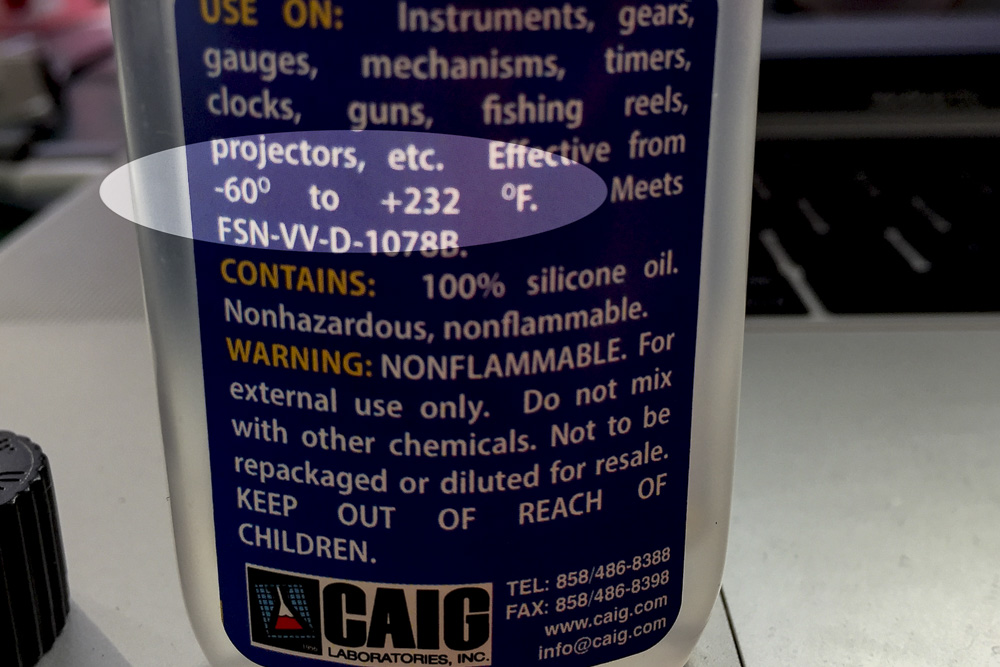 USE ON: Instruments, gears,
gauges, mechanisms, timers,
clocks, guns, fishing reels,
projectors, etc. Effective from
-60º to +232 ºF. Meets
FSN-VV-D-1078B.
CONTAINS: 100% silicone oil.
Nonhazardous, nonflammable.
WARNING: NONFLAMMABLE. For
external use only. Do not mix
with other chemicals. Not to be
repackaged or diluted for resale.
KEEP OUT OF REACH OF
CHILDREN.
CAIG
LABORATORIES, INC.
TEL: 858/486-8388
FAX: 858/486-8398
www.caig.com
info@caig.com